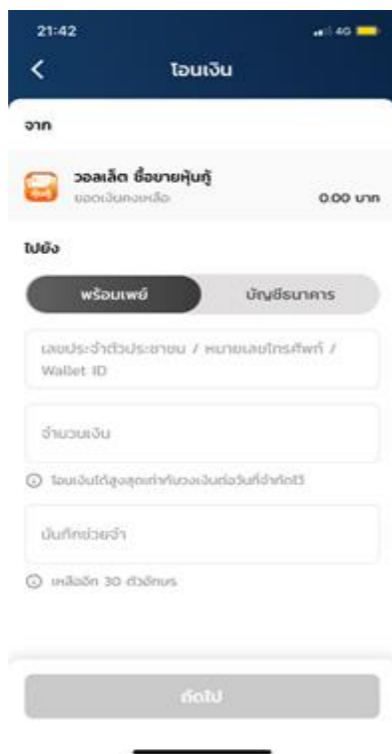 21:42
4G
โอนเงิน
จาก
วอลเล็ต ซื้อขายหุ้นกู้
ยอดเงินคงเหลือ
0.00 บาท
ไปยัง
พร้อมเพย์
บัญชีธนาคาร
เลขประจำตัวประชาชน / หมายเลขโทรศัพท์ /
Wallet ID
จำนวนเงิน
โอนเงินได้สูงสุดเท่ากับวงเงินต่อวันที่จำกัดไว้
บันทึกช่วยจำ
เหลืออีก 30 ตัวอักษร
ถัดไป